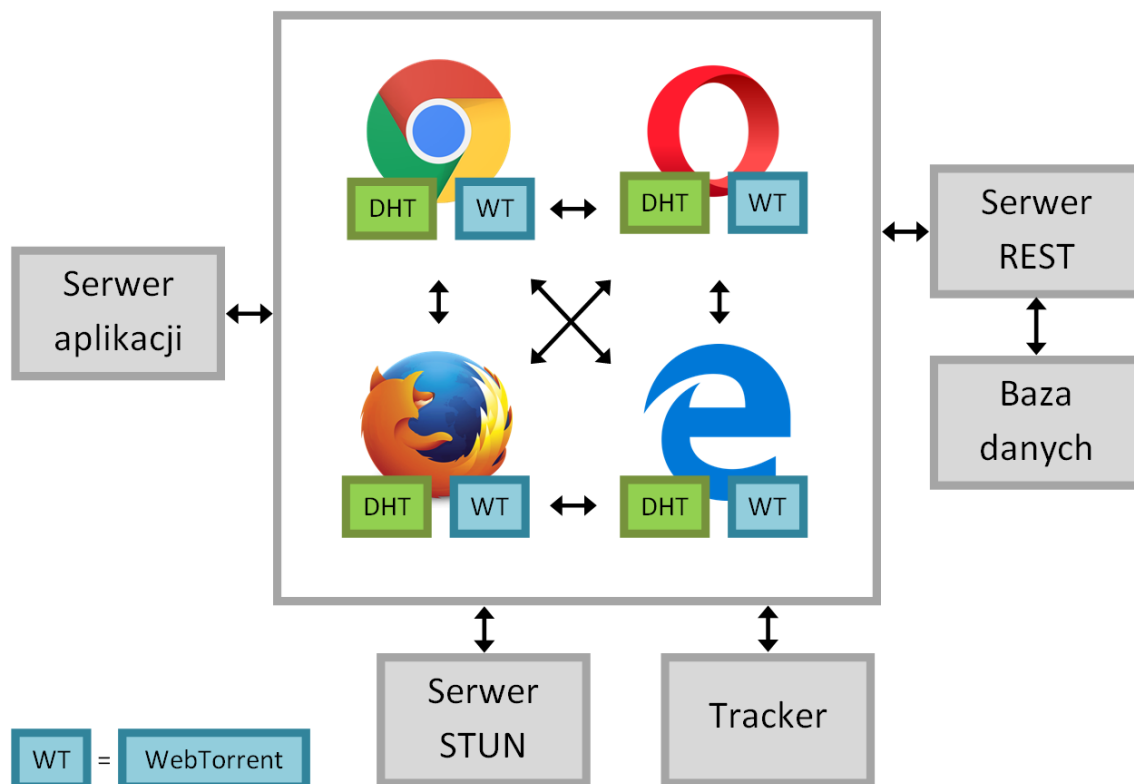 DHT
WT
DHT
WT
Serwer
REST
Serwer
aplikacji
Baza
danych
DHT
WT
DHT
WT
Serwer
STUN
Tracker
WT = WebTorrent